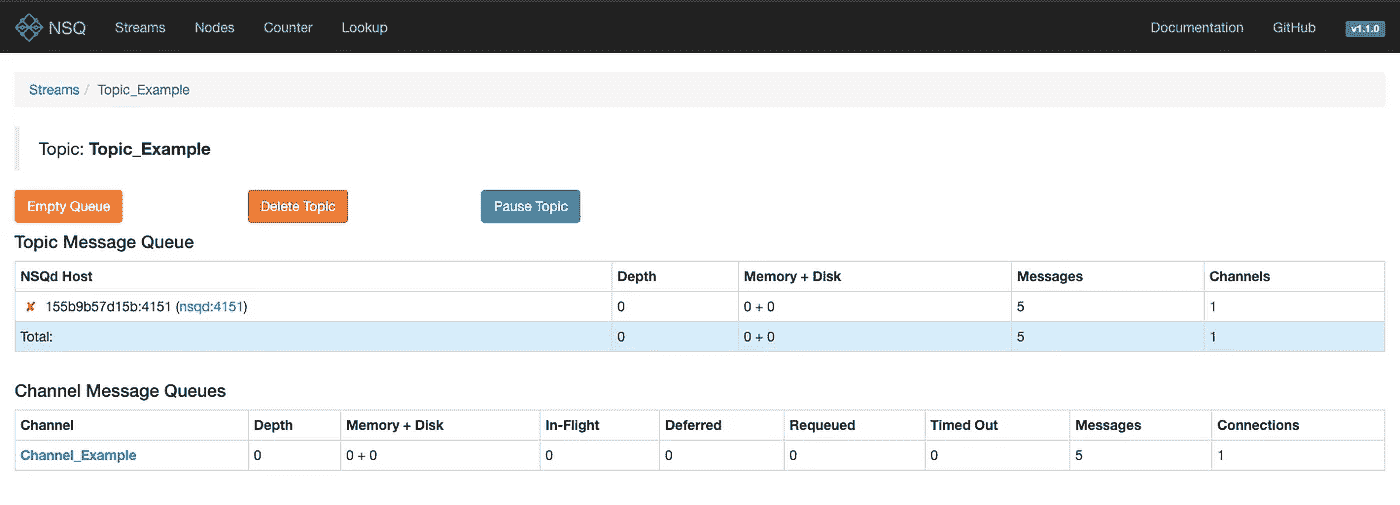 NSQ Streams Nodes Counter Lookup Documentation GitHub v1.1.0
Streams / Topic_Example
Topic: Topic_Example
Empty Queue Delete Topic Pause Topic
Topic Message Queue
NSQd Host Depth Memory + Disk Messages Channels
✘ 155b9b57d15b:4151 (nsqd:4151) 0 0 + 0 5 1
Total: 0 0 + 0 5 1
Channel Message Queues
Channel Depth Memory + Disk In-Flight Deferred Requeued Timed Out Messages Connections
Channel_Example 0 0 + 0 0 0 0 0 5 1